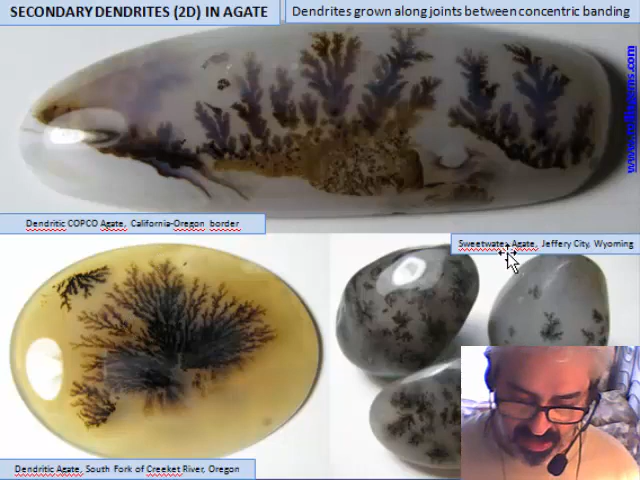 SECONDARY DENDRITES (2D) IN AGATE
Dendrites grown along joints between concentric banding
Dendritic COPCO Agate, California-Oregon border
Sweetwater Agate, Jeffery City, Wyoming
Dendritic Agate, South Fork of Creeket River, Oregon